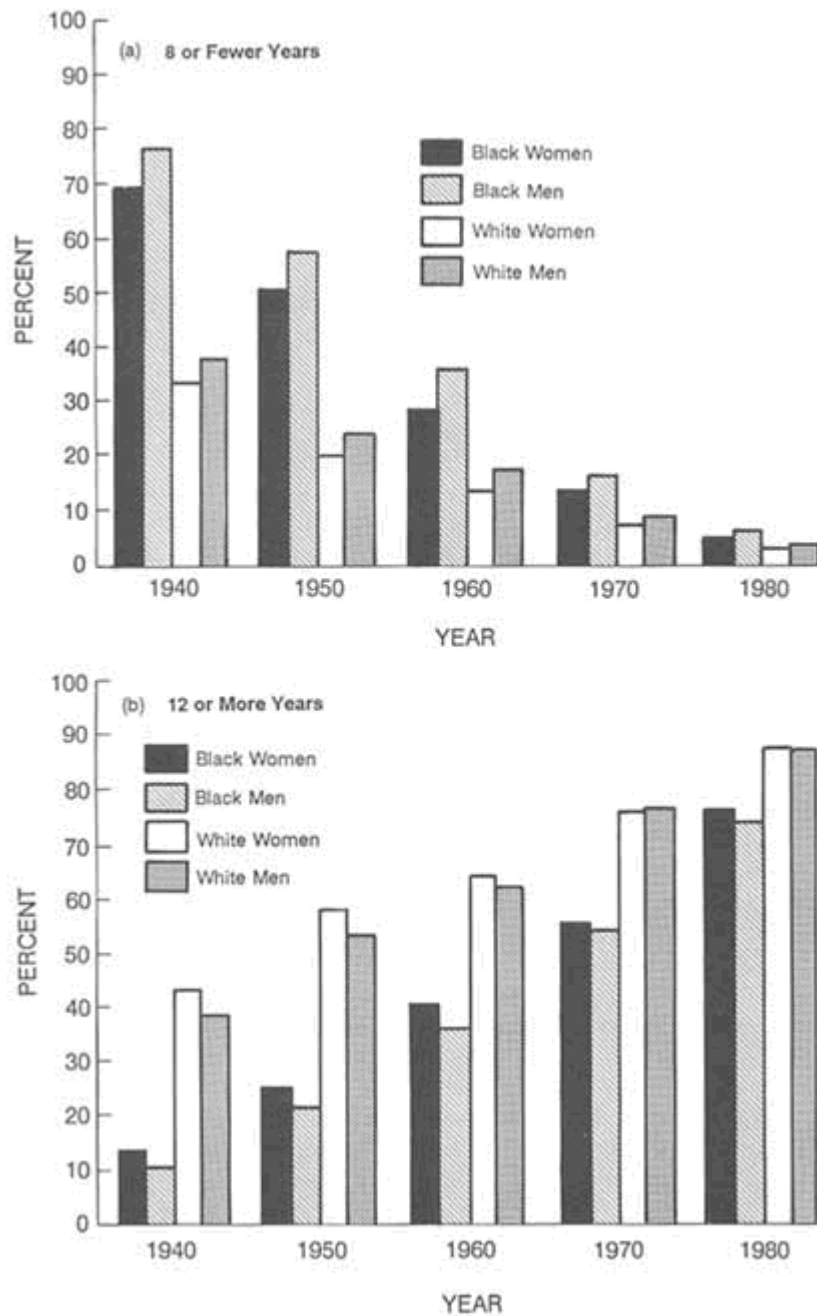 100
(a) 8 or Fewer Years
90
80
70
60
50
40
30
20
10
0
PERCENT
Black Women
Black Men
White Women
White Men
1940 1950 1960 1970 1980
YEAR
100
(b) 12 or More Years
90
80
70
60
50
40
30
20
10
0
PERCENT
Black Women
Black Men
White Women
White Men
1940 1950 1960 1970 1980
YEAR